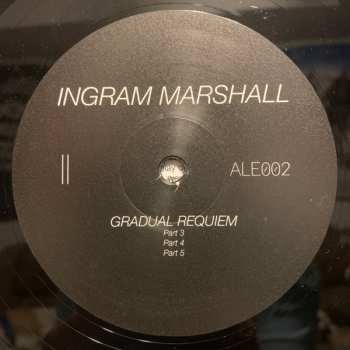 INGRAM MARSHALL
II
ALE002
GRADUAL REQUIEM
Part 3
Part 4
Part 5